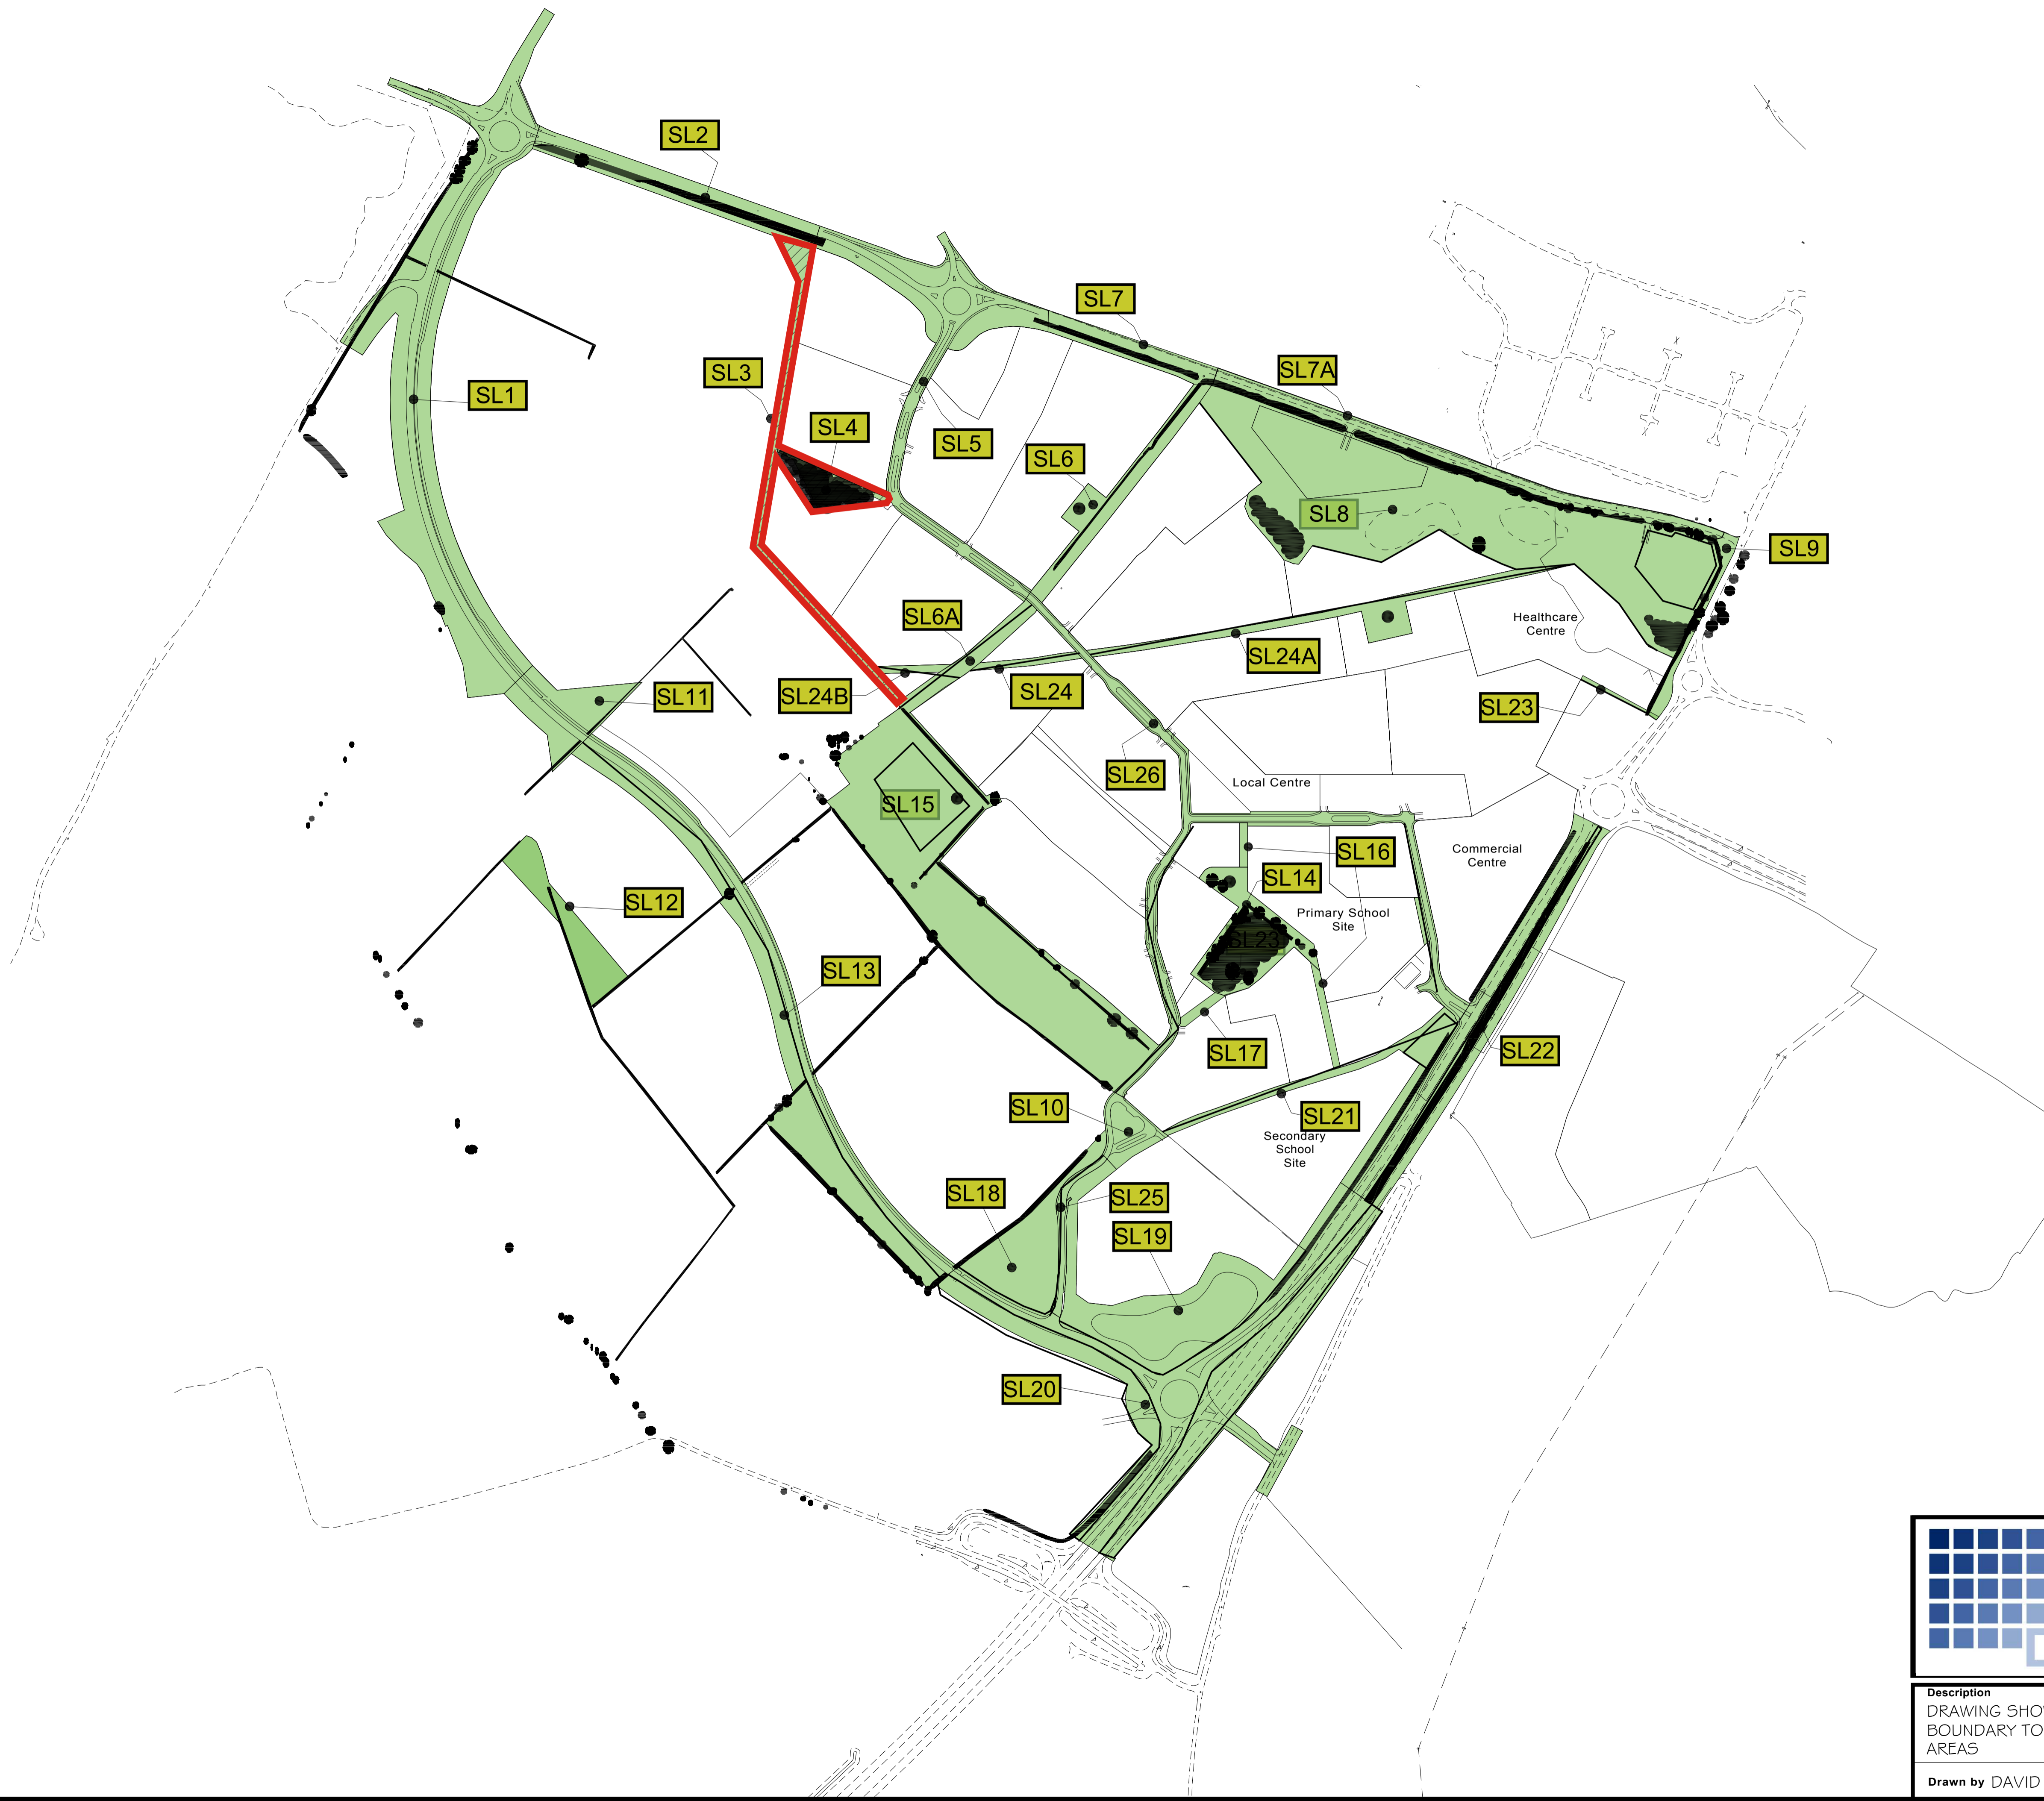 SL2
SL7
SL7A
SL3
SL1
SL4
SL5
SL6
SL8
SL9
SL6A
Healthcare
Centre
SL24A
SL24B
SL24
SL11
SL23
SL26
Local Centre
SL15
SL16
Commercial
Centre
SL14
SL12
Primary School
Site
SL23
SL13
SL17
SL22
SL10
SL21
Secondary
School
Site
SL18
SL25
SL19
SL20
Description
DRAWING SHO
BOUNDARY TO
AREAS
Drawn by DAVID